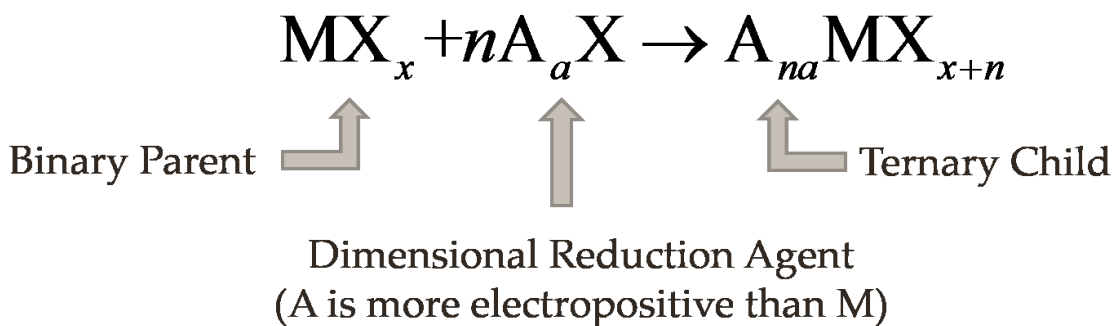 MXₓ + nAₐX → AₙₐMXₓ₊ₙ
Binary Parent
Ternary Child
Dimensional Reduction Agent
(A is more electropositive than M)